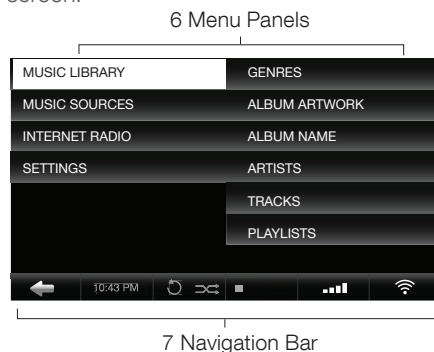 screen.
6 Menu Panels
MUSIC LIBRARY
MUSIC SOURCES
INTERNET RADIO
SETTINGS
GENRES
ALBUM ARTWORK
ALBUM NAME
ARTISTS
TRACKS
PLAYLISTS
10:43 PM
7 Navigation Bar